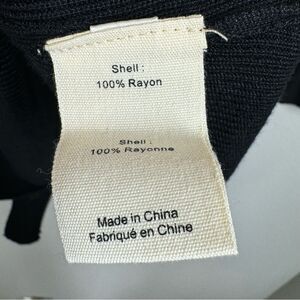 Shell :
100% Rayon
Shell :
100% Rayonne
Made in China
Fabriqué en Chine